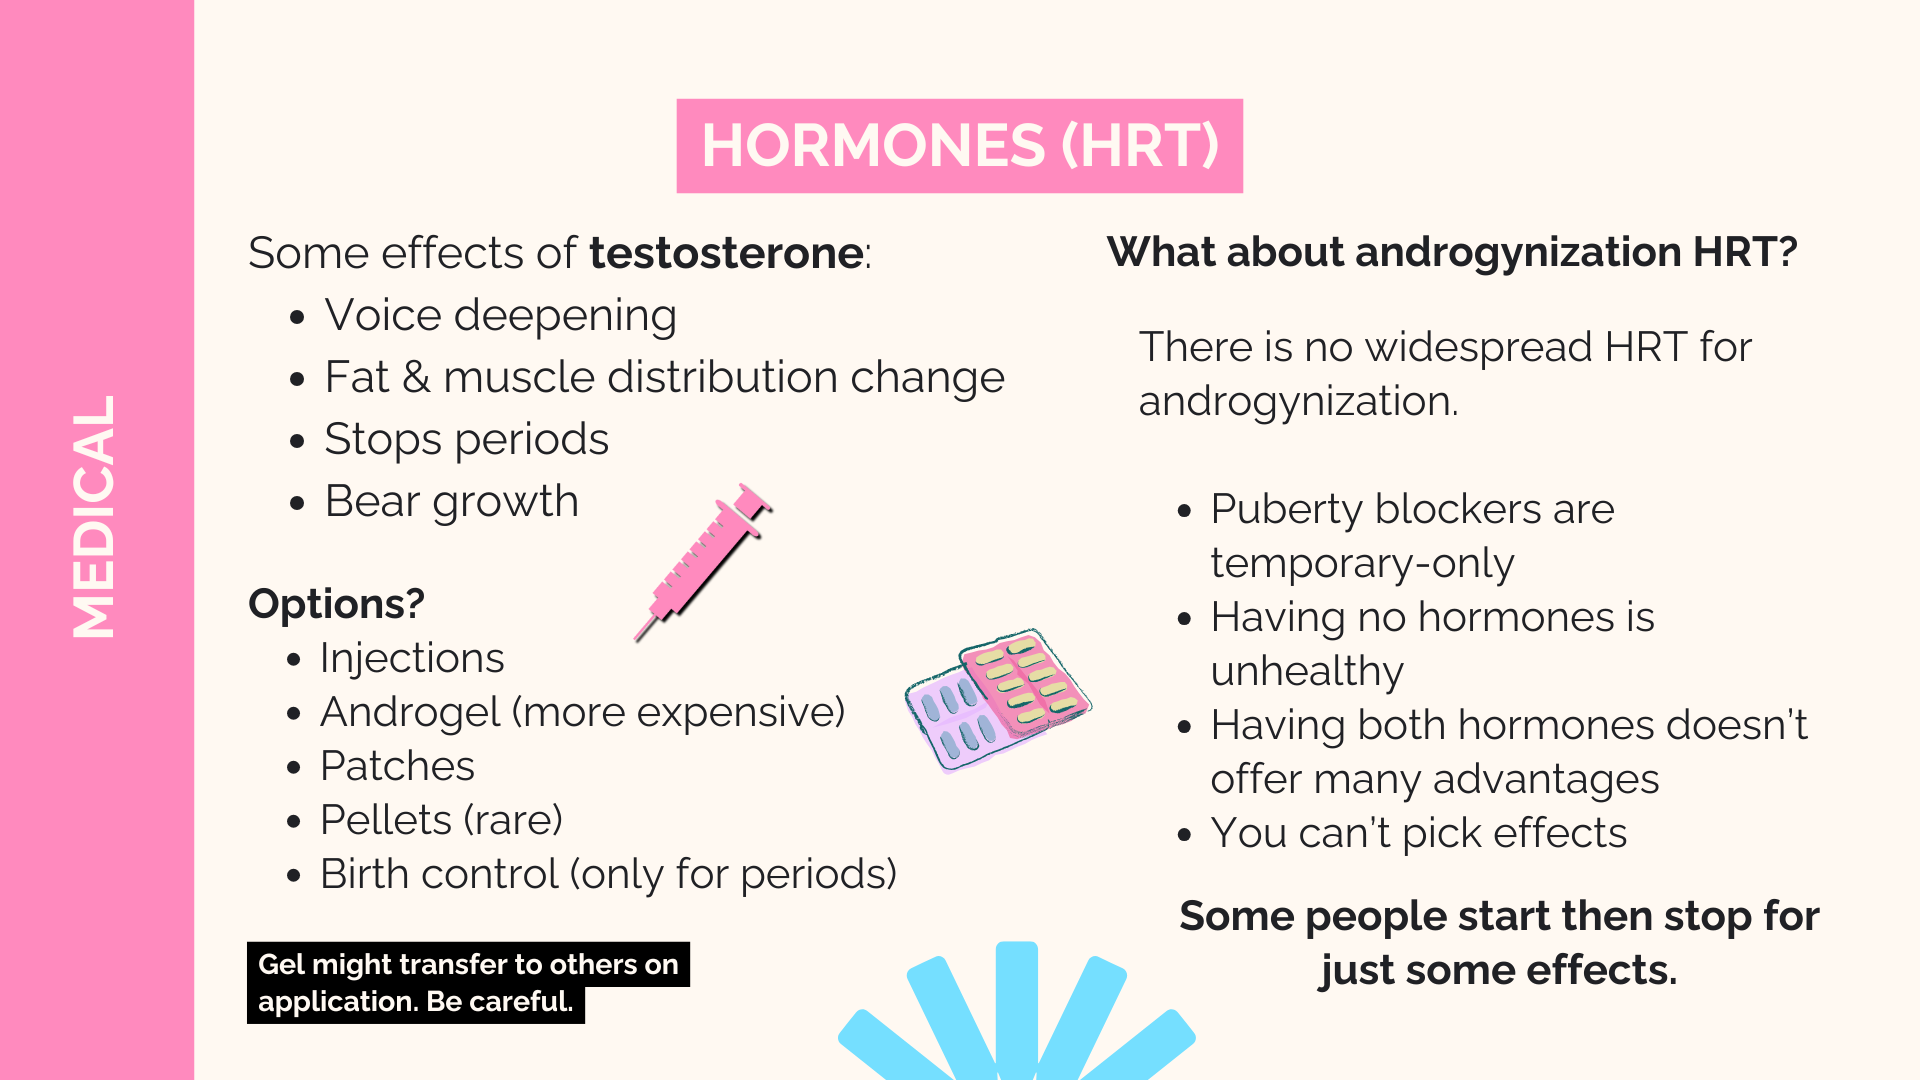 MEDICAL
HORMONES (HRT)
Some effects of testosterone:
• Voice deepening
• Fat & muscle distribution change
• Stops periods
• Bear growth
Options?
• Injections
• Androgel (more expensive)
• Patches
• Pellets (rare)
• Birth control (only for periods)
Gel might transfer to others on
application. Be careful.
What about androgynization HRT?
There is no widespread HRT for
androgynization.
• Puberty blockers are
temporary-only
• Having no hormones is
unhealthy
• Having both hormones doesn’t
offer many advantages
• You can’t pick effects
Some people start then stop for
just some effects.